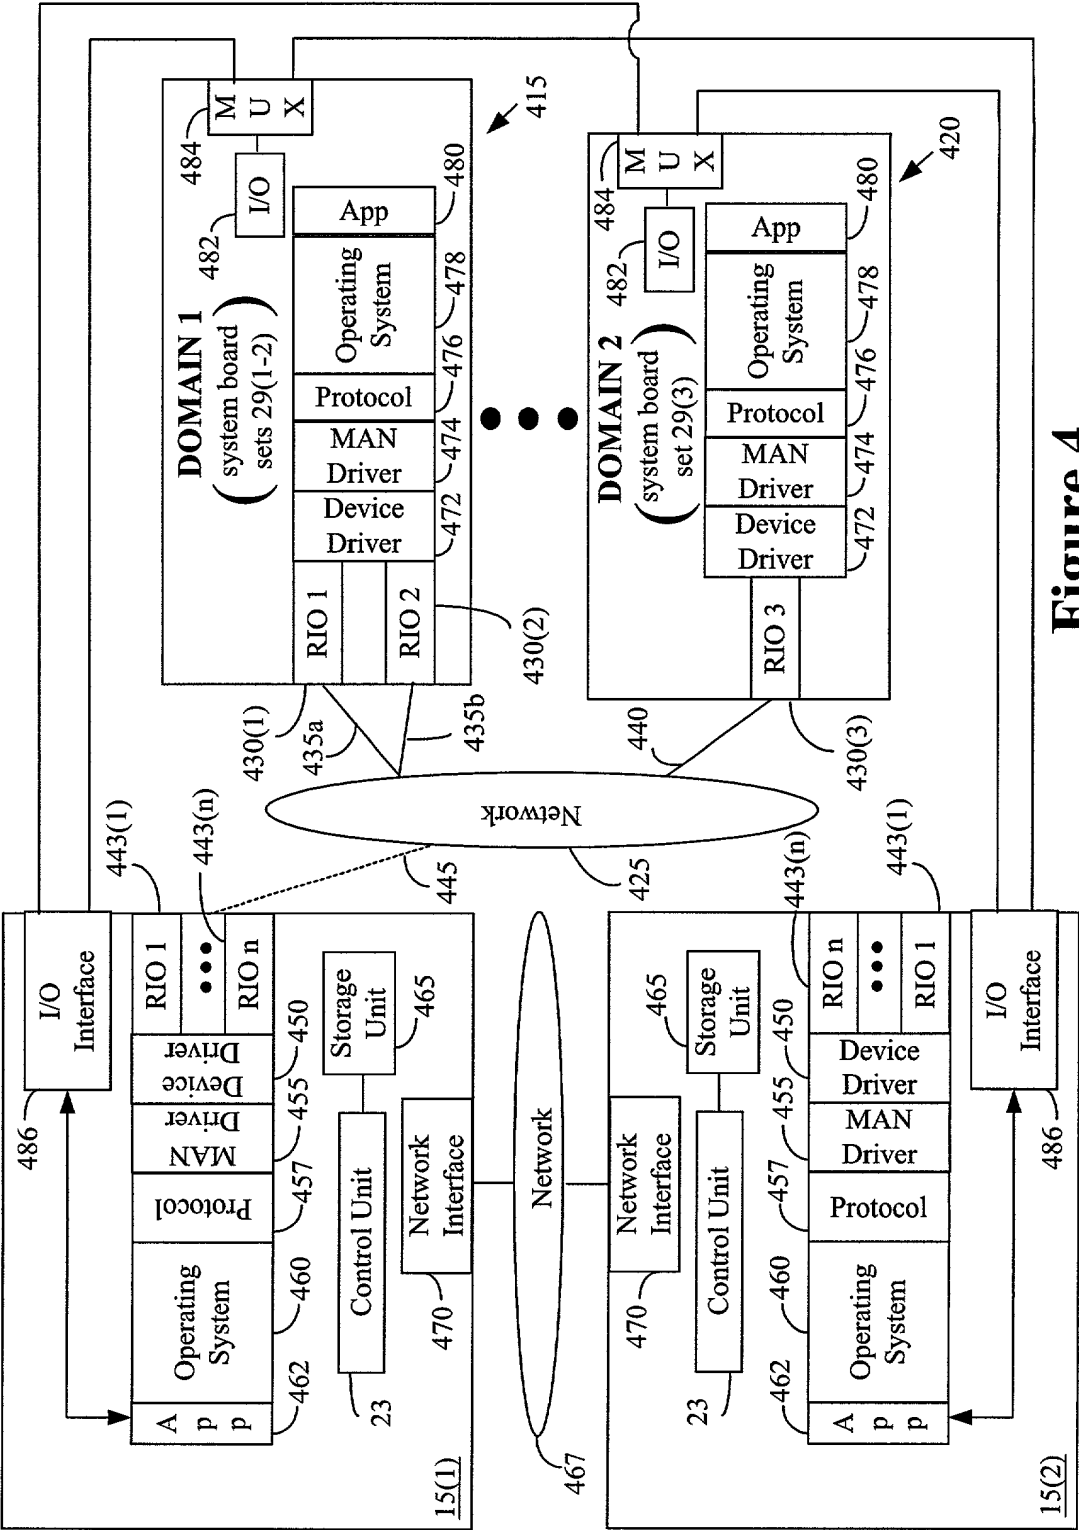 M
U
X
484
I/O
482
DOMAIN 1
(system board
sets 29(1-2)
App
480
Operating
System
478
Protocol
476
MAN
Driver
474
Device
Driver
472
RIO 1
RIO 2
430(1)
430(2)
435a
435b
415
M
U
X
484
I/O
482
DOMAIN 2
(system board
set 29(3)
App
480
Operating
System
478
Protocol
476
MAN
Driver
474
Device
Driver
472
RIO 3
430(3)
440
420
Network
425
445
I/O
Interface
486
443(1)
443(n)
RIO 1
RIO n
Device
Driver
450
MAN
Driver
455
Protocol
457
Operating
System
460
A
p
p
462
Storage
Unit
465
Control Unit
23
Network
Interface
470
15(1)
Network
467
Network
Interface
470
Storage
Unit
465
Control Unit
23
443(n)
443(1)
RIO n
RIO 1
Device
Driver
450
MAN
Driver
455
Protocol
457
Operating
System
460
A
p
p
462
I/O
Interface
486
15(2)
Figure 4